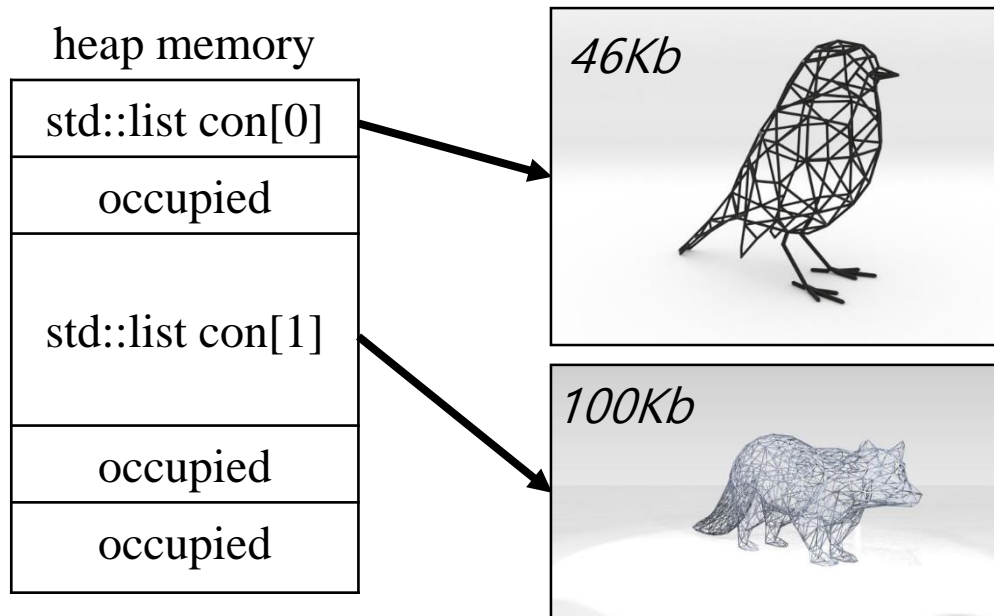 heap memory
std::list con[0]
occupied
std::list con[1]
occupied
occupied
46Kb
100Kb